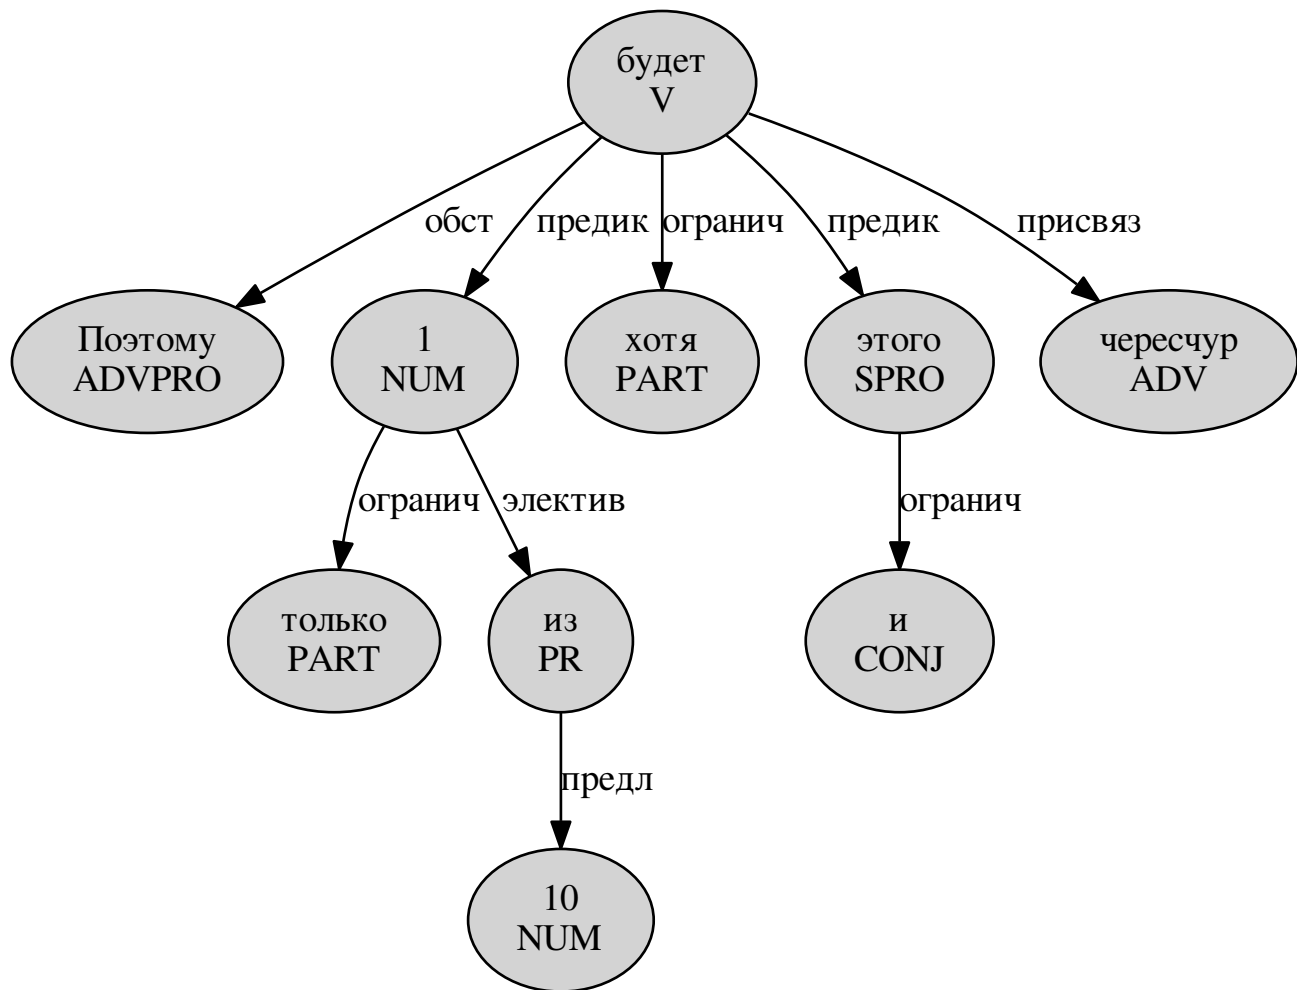 будет
V
обст
предик
огранич
предик
присвяз
Поэтому
ADVPRO
1
NUM
хотя
PART
этого
SPRO
чересчур
ADV
огранич
электив
огранич
только
PART
из
PR
и
CONJ
предл
10
NUM